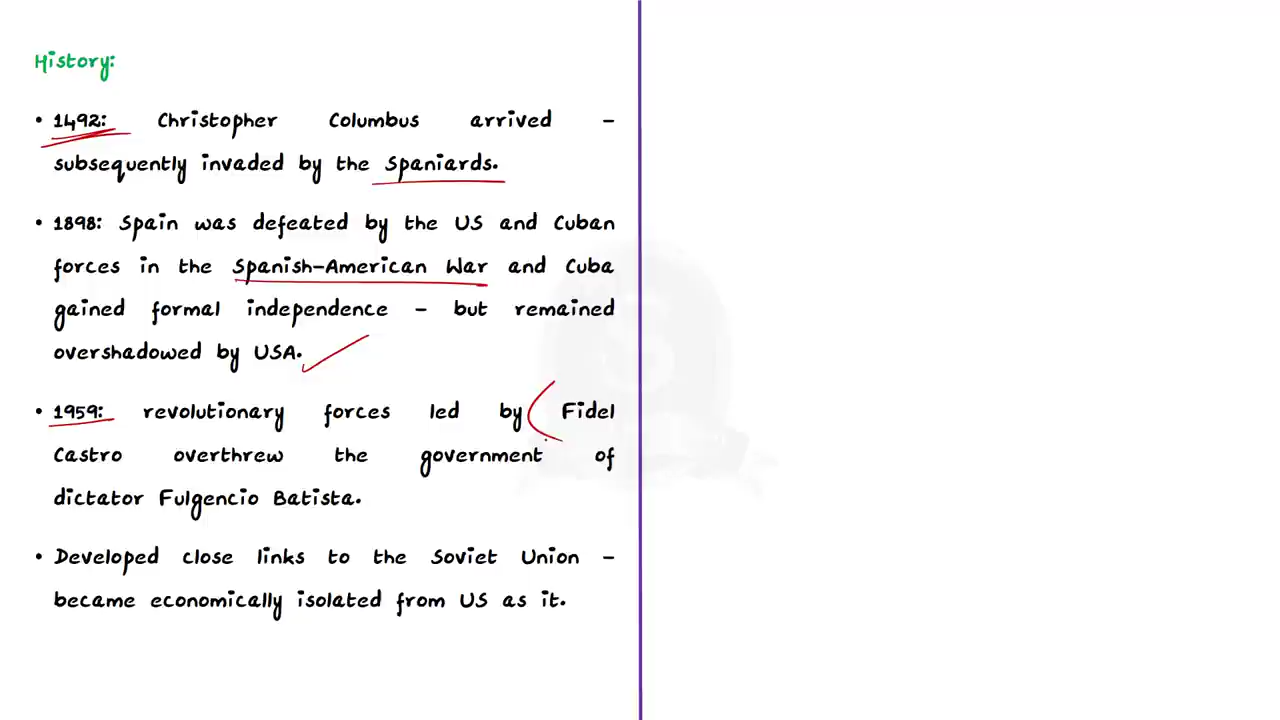 History:
• 1492: Christopher Columbus arrived –
subsequently invaded by the Spaniards.
• 1898: Spain was defeated by the US and Cuban
forces in the Spanish-American War and Cuba
gained formal independence – but remained
overshadowed by USA.
• 1959: revolutionary forces led by Fidel
Castro overthrew the government of
dictator Fulgencio Batista.
• Developed close links to the Soviet Union –
became economically isolated from US as it.